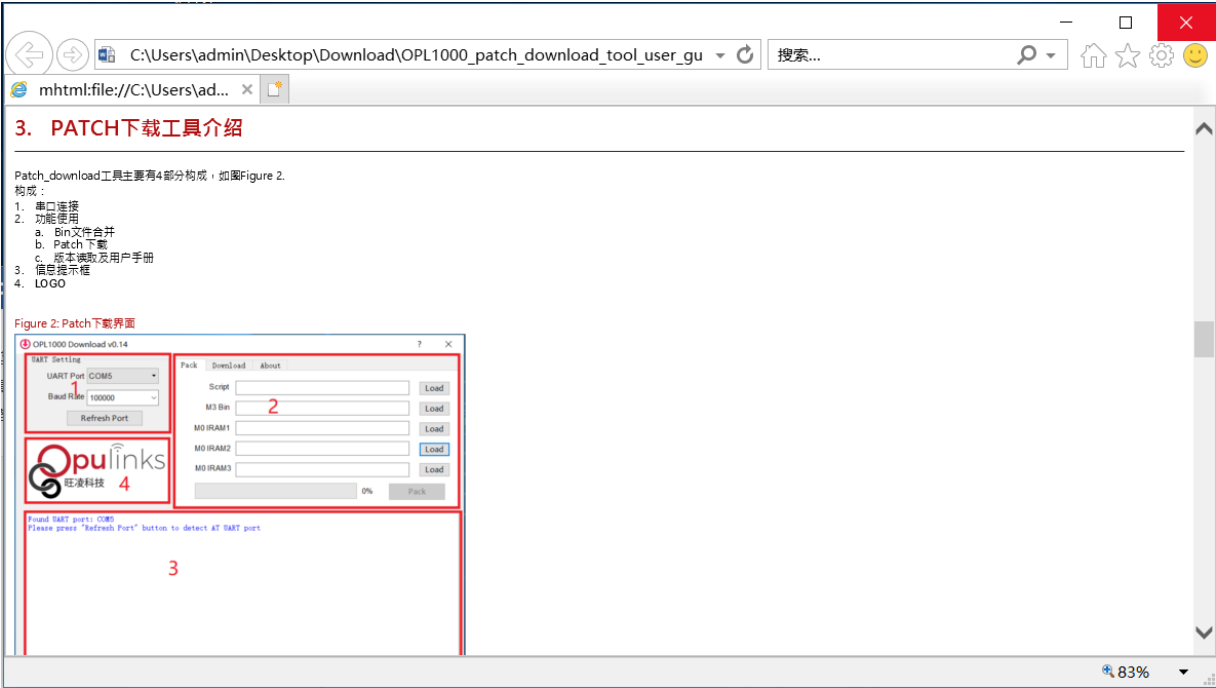 C:\Users\admin\Desktop\Download\OPL1000_patch_download_tool_user_gu
搜索...
mhtml:file://C:\Users\ad...
3. PATCH下载工具介绍
Patch_download工具主要有4部分构成，如图Figure 2.
构成：
1. 串口连接
2. 功能使用
a. Bin文件合并
b. Patch下载
c. 版本读取及用户手册
3. 信息提示框
4. LOGO
Figure 2: Patch下载界面
OPL1000 Download v0.14
UART Setting
UART Port COM5
1
Baud Rate 100000
Refresh Port
Pack Download About
Script Load
M3 Bin Load
2
M0 IRAM1 Load
M0 IRAM2 Load
M0 IRAM3 Load
0% Pack
Opulinks
旺凌科技 4
Found UART port: COM5
Please press "Refresh Port" button to detect AT UART port
3
83%